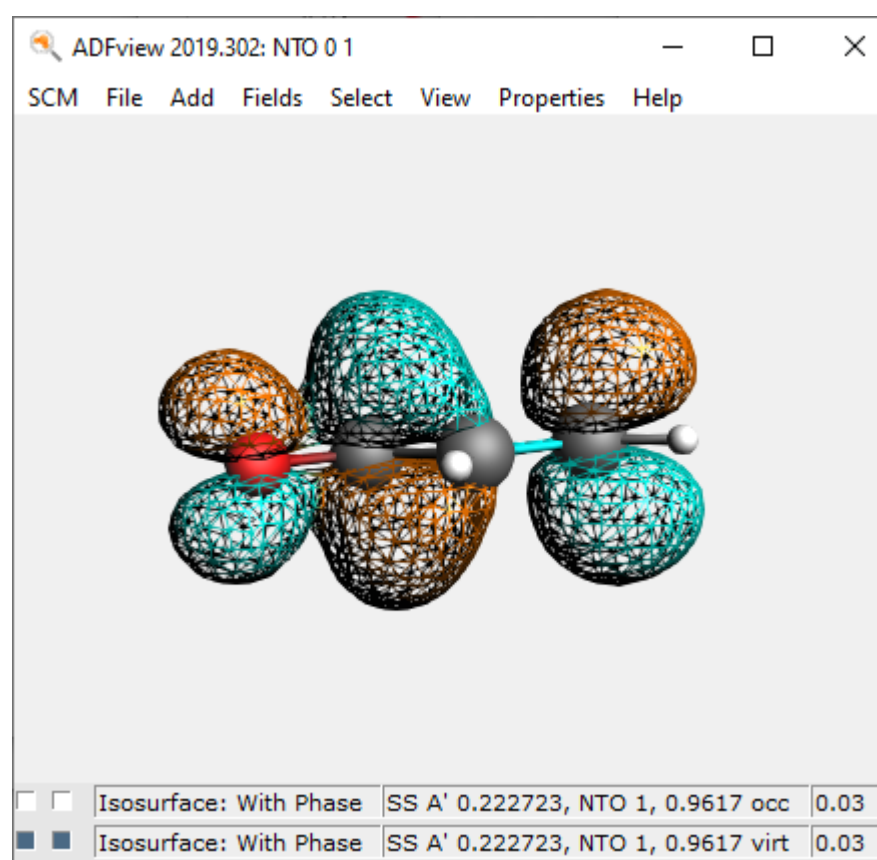 ADFview 2019.302: NTO 0 1
SCM File Add Fields Select View Properties Help
Isosurface: With Phase SS A' 0.222723, NTO 1, 0.9617 occ 0.03
Isosurface: With Phase SS A' 0.222723, NTO 1, 0.9617 virt 0.03